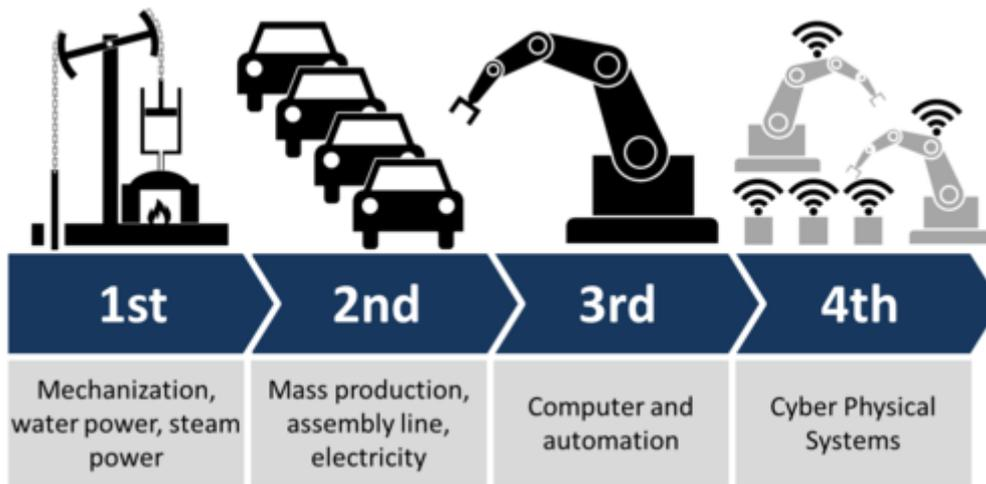 1st
2nd
3rd
4th
Mechanization,
water power, steam
power
Mass production,
assembly line,
electricity
Computer and
automation
Cyber Physical
Systems